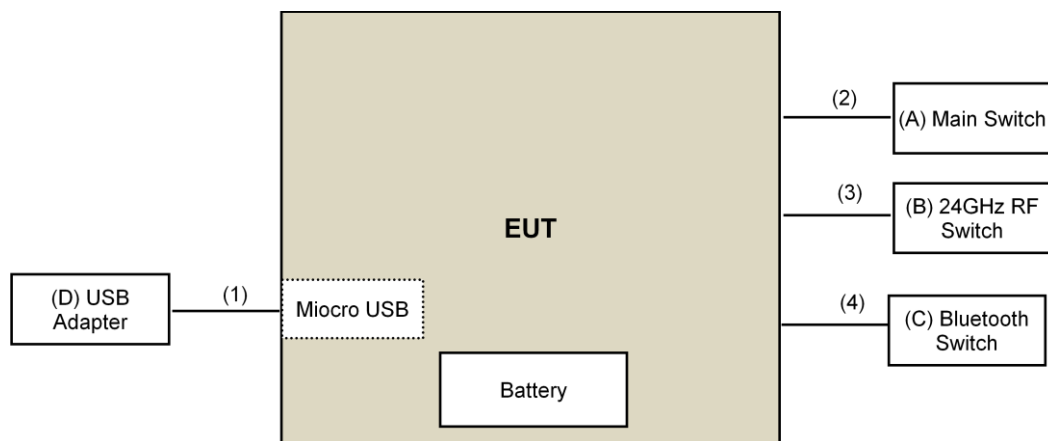 (2)
(A) Main Switch
(3)
(B) 24GHz RF
Switch
EUT
(D) USB
Adapter
(1)
Miocro USB
(4)
(C) Bluetooth
Switch
Battery